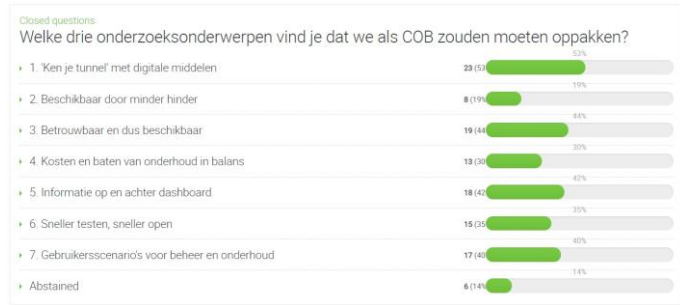 Closed questions
Welke drie onderzoeksonderwerpen vind je dat we als COB zouden moeten oppakken?
53%
1. 'Ken je tunnel' met digitale middelen 23 (53
19%
2. Beschikbaar door minder hinder 8 (19%
44%
3. Betrouwbaar en dus beschikbaar 19 (44
30%
4. Kosten en baten van onderhoud in balans 13 (30
42%
5. Informatie op en achter dashboard 18 (42
35%
6. Sneller testen, sneller open 15 (35
40%
7. Gebruikersscenario's voor beheer en onderhoud 17 (40
14%
Abstained 6 (14%